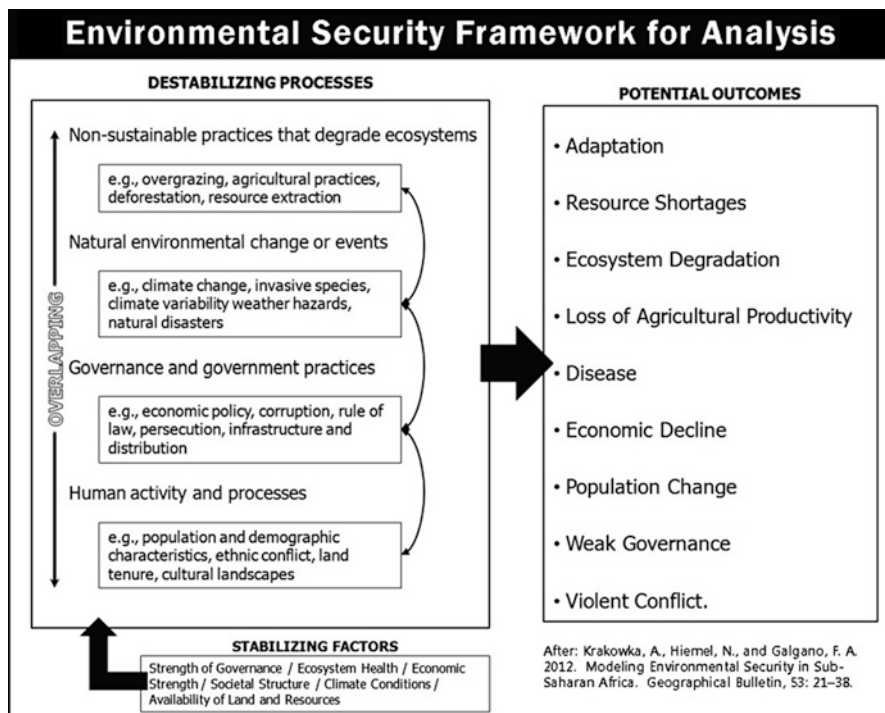 Environmental Security Framework for Analysis
DESTABILIZING PROCESSES
OVERLAPPING
Non-sustainable practices that degrade ecosystems
e.g., overgrazing, agricultural practices,
deforestation, resource extraction
Natural environmental change or events
e.g., climate change, invasive species,
climate variability weather hazards,
natural disasters
Governance and government practices
e.g., economic policy, corruption, rule of
law, persecution, infrastructure and
distribution
Human activity and processes
e.g., population and demographic
characteristics, ethnic conflict, land
tenure, cultural landscapes
STABILIZING FACTORS
Strength of Governance / Ecosystem Health / Economic
Strength / Societal Structure / Climate Conditions /
Availability of Land and Resources
POTENTIAL OUTCOMES
• Adaptation
• Resource Shortages
• Ecosystem Degradation
• Loss of Agricultural Productivity
• Disease
• Economic Decline
• Population Change
• Weak Governance
• Violent Conflict.
After: Krakowka, A., Hiemel, N., and Galgano, F. A.
2012. Modeling Environmental Security in Sub-
Saharan Africa. Geographical Bulletin, 53: 21–38.